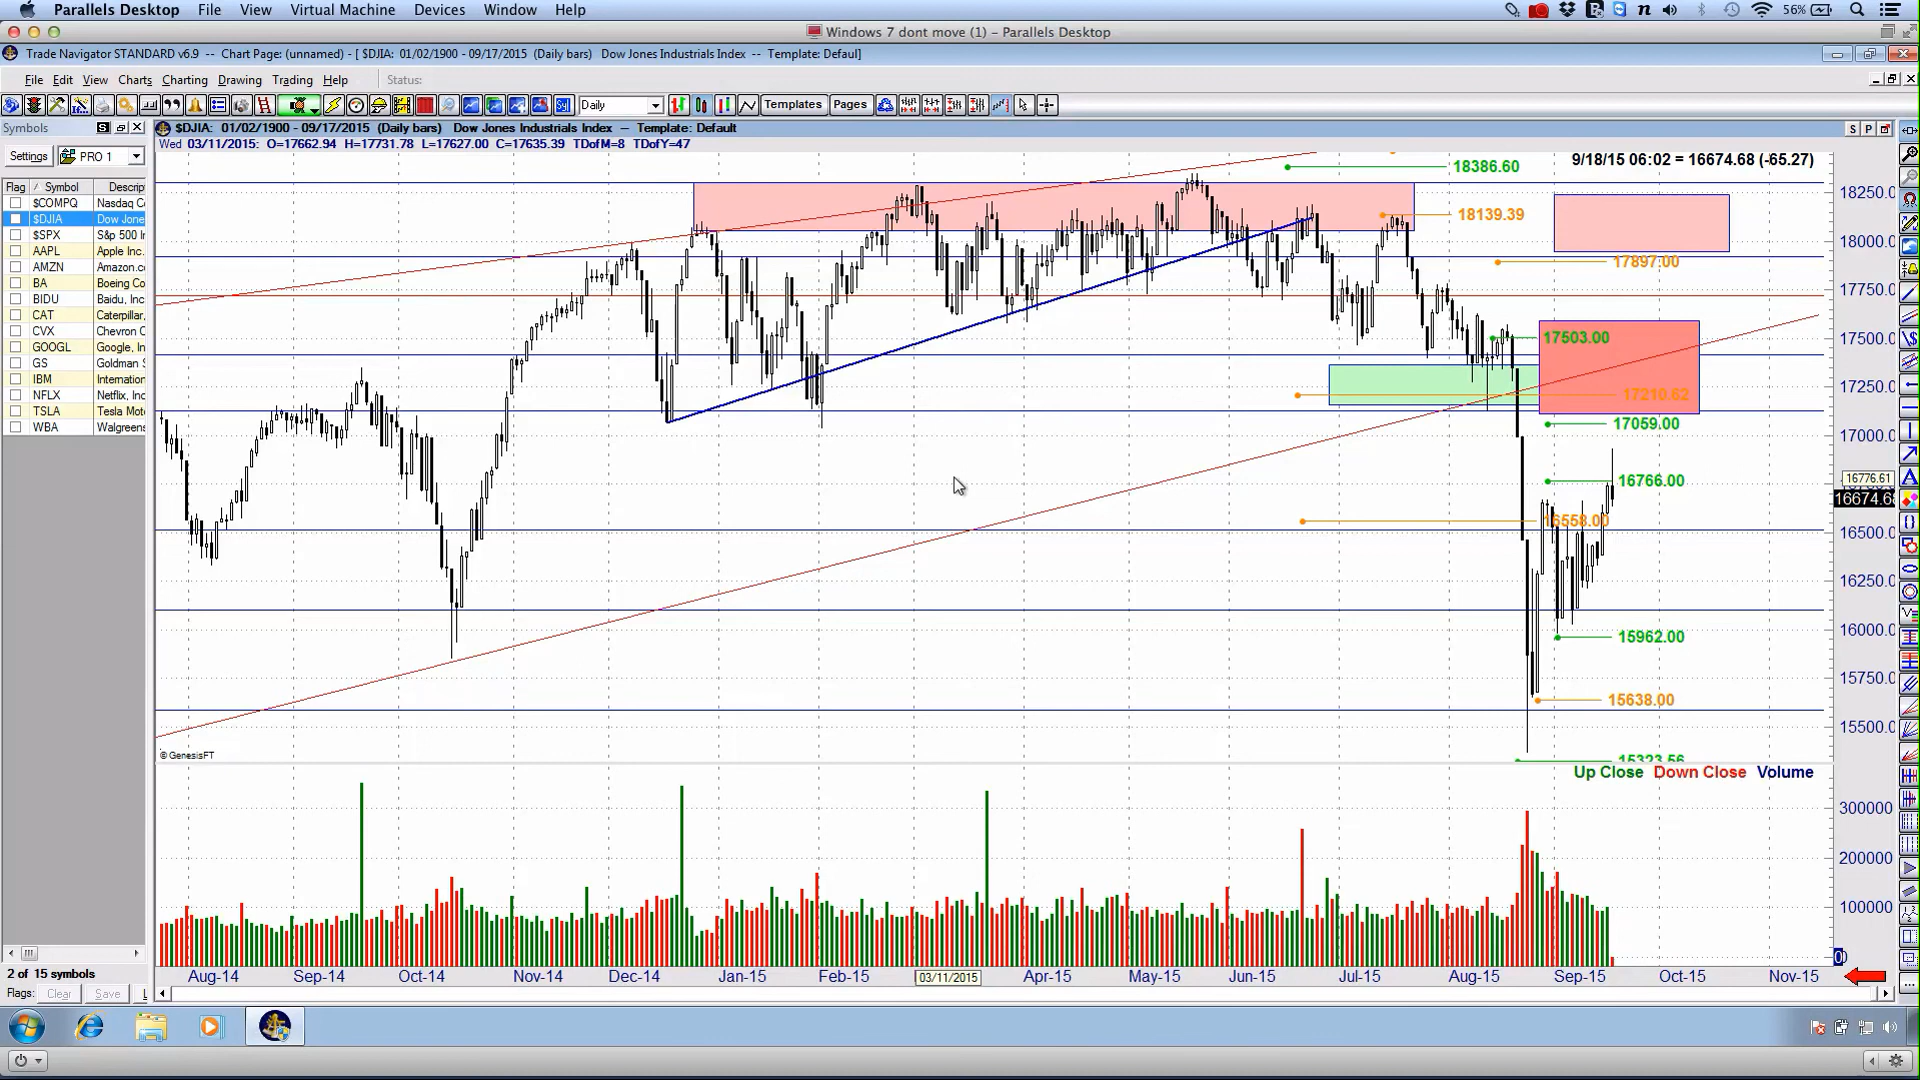 Parallels Desktop File View Virtual Machine Devices Window Help 56%
Windows 7 dont move (1) – Parallels Desktop
Trade Navigator STANDARD v6.9 -- Chart Page: (unnamed) - [ $DJIA: 01/02/1900 - 09/17/2015 (Daily bars) Dow Jones Industrials Index -- Template: Defaul]
File Edit View Charts Charting Drawing Trading Help Status:
Daily Templates Pages
Symbols S
$DJIA: 01/02/1900 - 09/17/2015 (Daily bars) Dow Jones Industrials Index – Template: Default S P
Settings PRO 1
Wed 03/11/2015: O=17662.94 H=17731.78 L=17627.00 C=17635.39 TDofM=8 TDofY=47
9/18/15 06:02 = 16674.68 (-65.27)
Flag Symbol Descrip
$COMPQ Nasdaq Co
$DJIA Dow Jone
$SPX S&p 500 In
AAPL Apple Inc.
AMZN Amazon.co
BA Boeing Co
BIDU Baidu, Inc
CAT Caterpillar,
CVX Chevron C
GOOGL Google, In
GS Goldman S
IBM Internation
NFLX Netflix, Inc
TSLA Tesla Mot
WBA Walgreens
18386.60
18139.39
17897.00
17503.00
17210.62
17059.00
16766.00
16558.00
15962.00
15638.00
15323.56
18250.0
18000.0
17750.0
17500.0
17250.0
17000.0
16776.61
16674.68
16500.0
16250.0
16000.0
15750.0
15500.0
© GenesisFT
Up Close Down Close Volume
300000
200000
100000
0
Aug-14 Sep-14 Oct-14 Nov-14 Dec-14 Jan-15 Feb-15 03/11/2015 Apr-15 May-15 Jun-15 Jul-15 Aug-15 Sep-15 Oct-15 Nov-15
2 of 15 symbols
Flags: Clear Save